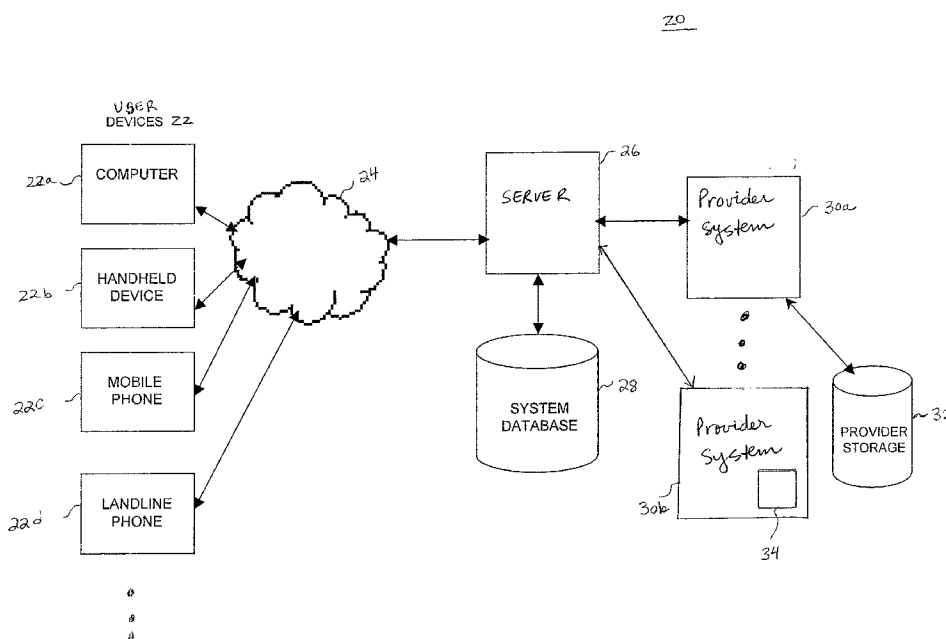 20
USER
DEVICES 22
COMPUTER
22a
24
26
SERVER
Provider
System
30a
HANDHELD
DEVICE
22b
MOBILE
PHONE
22c
SYSTEM
DATABASE
28
Provider
System
30b
34
PROVIDER
STORAGE
32
LANDLINE
PHONE
22d